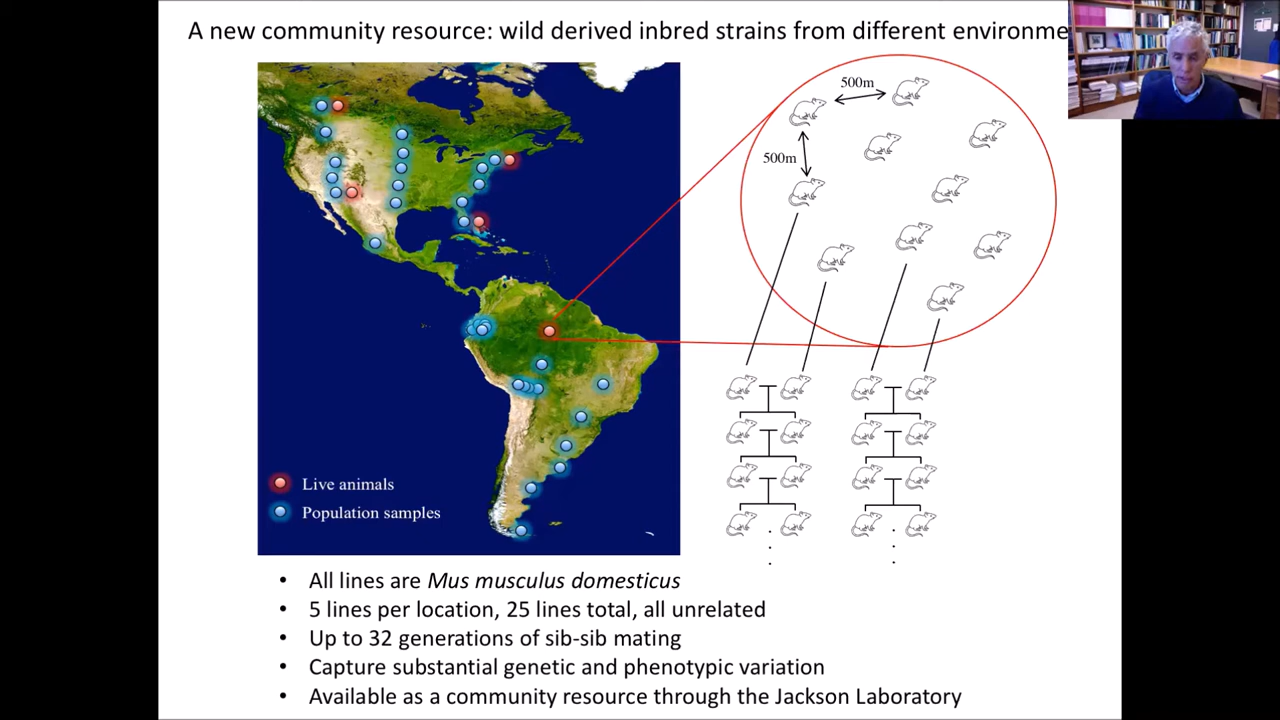 A new community resource: wild derived inbred strains from different environme
500m
500m
Live animals
Population samples
• All lines are Mus musculus domesticus
• 5 lines per location, 25 lines total, all unrelated
• Up to 32 generations of sib-sib mating
• Capture substantial genetic and phenotypic variation
• Available as a community resource through the Jackson Laboratory